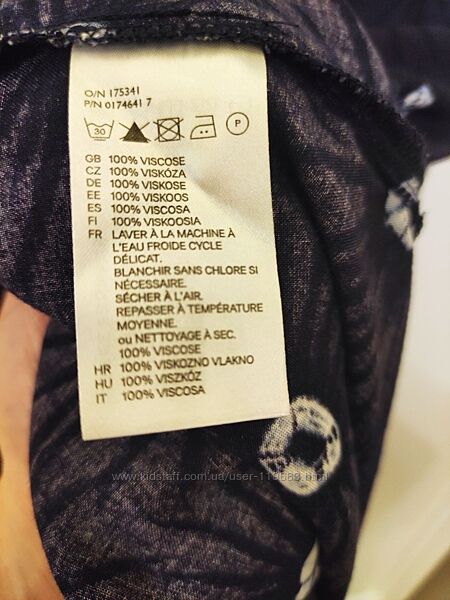 O/N 175341
P/N 0174641 7
30 P
GB 100% VISCOSE
CZ 100% VISKÓZA
DE 100% VISKOSE
EE 100% VISKOOS
ES 100% VISCOSA
FI 100% VISKOOSIA
FR LAVER À LA MACHINE À
L'EAU FROIDE CYCLE
DÉLICAT.
BLANCHIR SANS CHLORE SI
NÉCESSAIRE.
SÉCHER À L'AIR.
REPASSER À TEMPÉRATURE
MOYENNE.
ou NETTOYAGE À SEC.
100% VISCOSE
HR 100% VISKOZNO VLAKNO
HU 100% VISZKÓZ
IT 100% VISCOSA